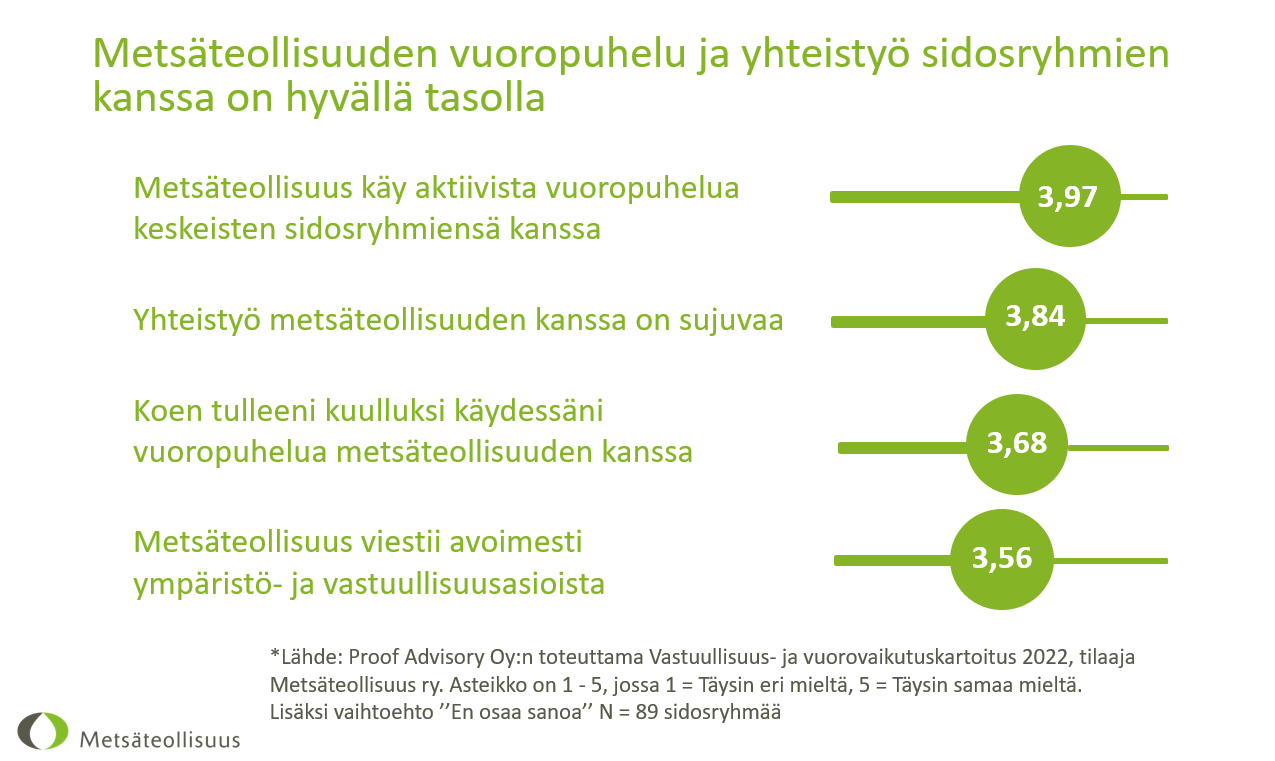 Metsäteollisuuden vuoropuhelu ja yhteistyö sidosryhmien
kanssa on hyvällä tasolla
Metsäteollisuus käy aktiivista vuoropuhelua
keskeisten sidosryhmiensä kanssa
3,97
Yhteistyö metsäteollisuuden kanssa on sujuvaa
3,84
Koen tulleeni kuulluksi käydessäni
vuoropuhelua metsäteollisuuden kanssa
3,68
Metsäteollisuus viestii avoimesti
ympäristö- ja vastuullisuusasioista
3,56
*Lähde: Proof Advisory Oy:n toteuttama Vastuullisuus- ja vuorovaikutuskartoitus 2022, tilaaja
Metsäteollisuus ry. Asteikko on 1 - 5, jossa 1 = Täysin eri mieltä, 5 = Täysin samaa mieltä.
Lisäksi vaihtoehto ’’En osaa sanoa’’ N = 89 sidosryhmää
Metsäteollisuus